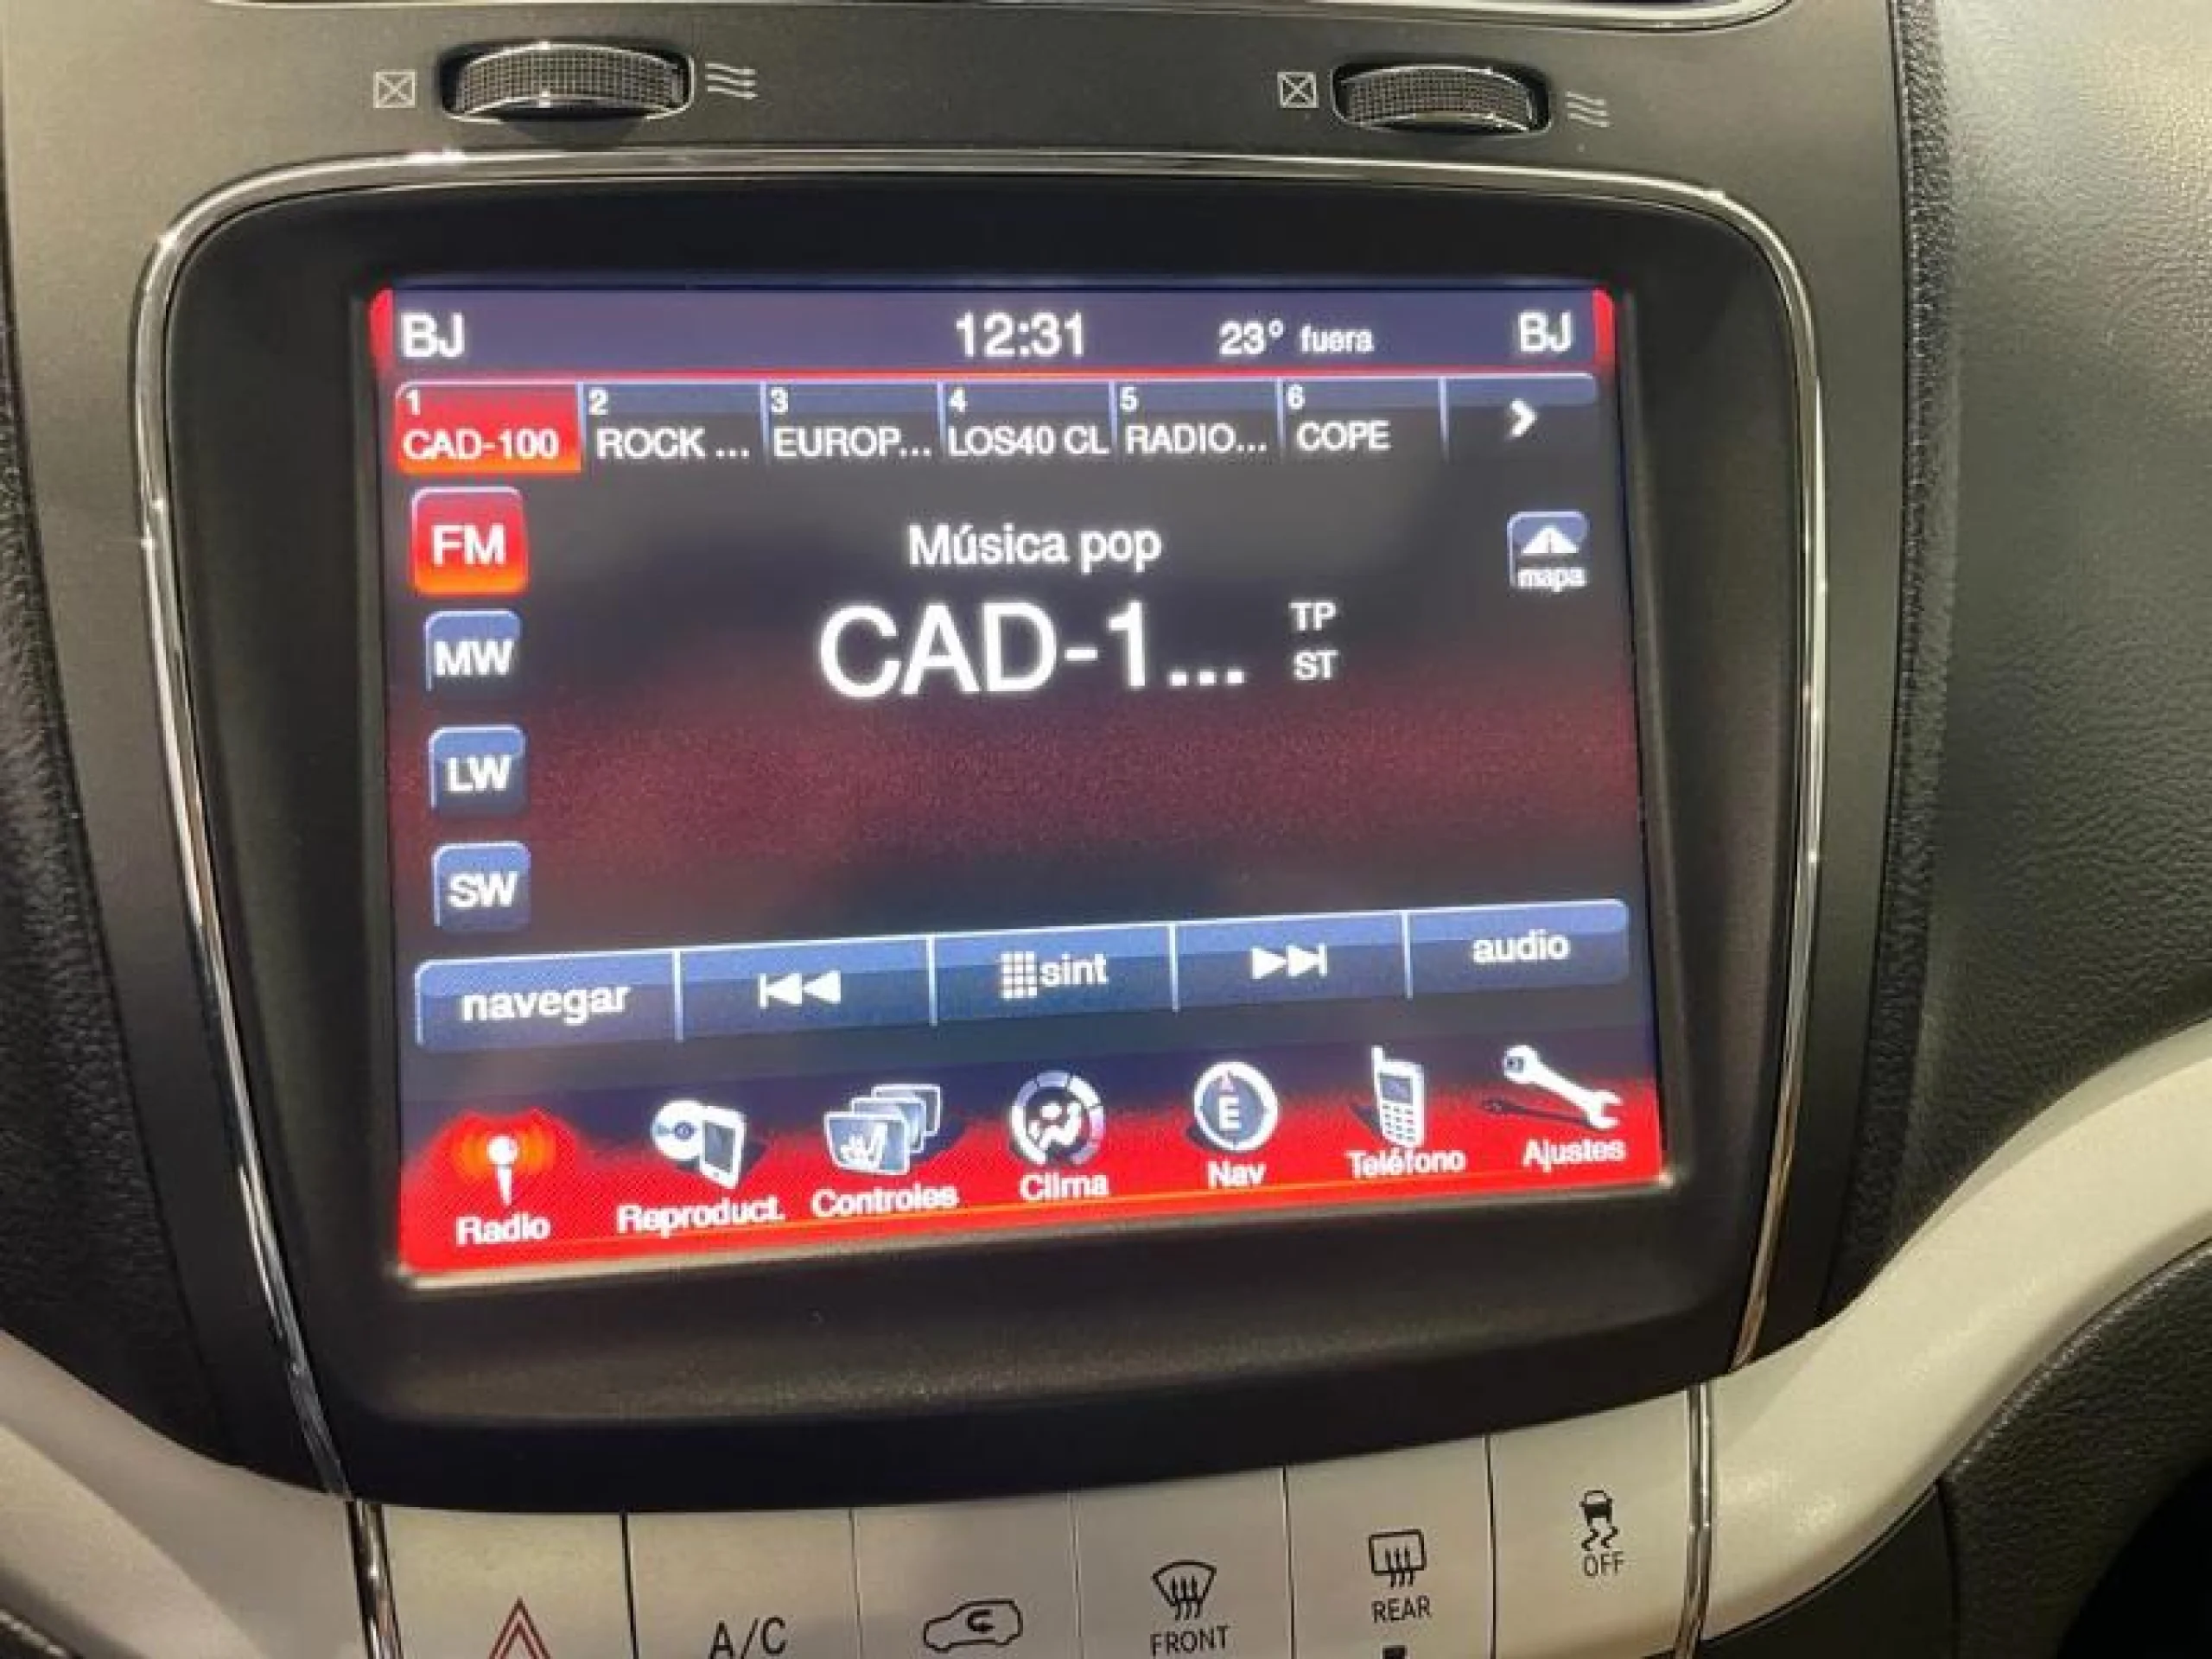 BJ 12:31 23° fuera BJ
1 2 3 4 5 6
CAD-100 ROCK ... EUROP... LOS40 CL RADIO... COPE
FM
Música pop
mapa
CAD-1...
TP
ST
MW
LW
SW
navegar sint audio
E
Radio Reproduct. Controles Clima Nav Teléfono Ajustes
A/C FRONT REAR OFF